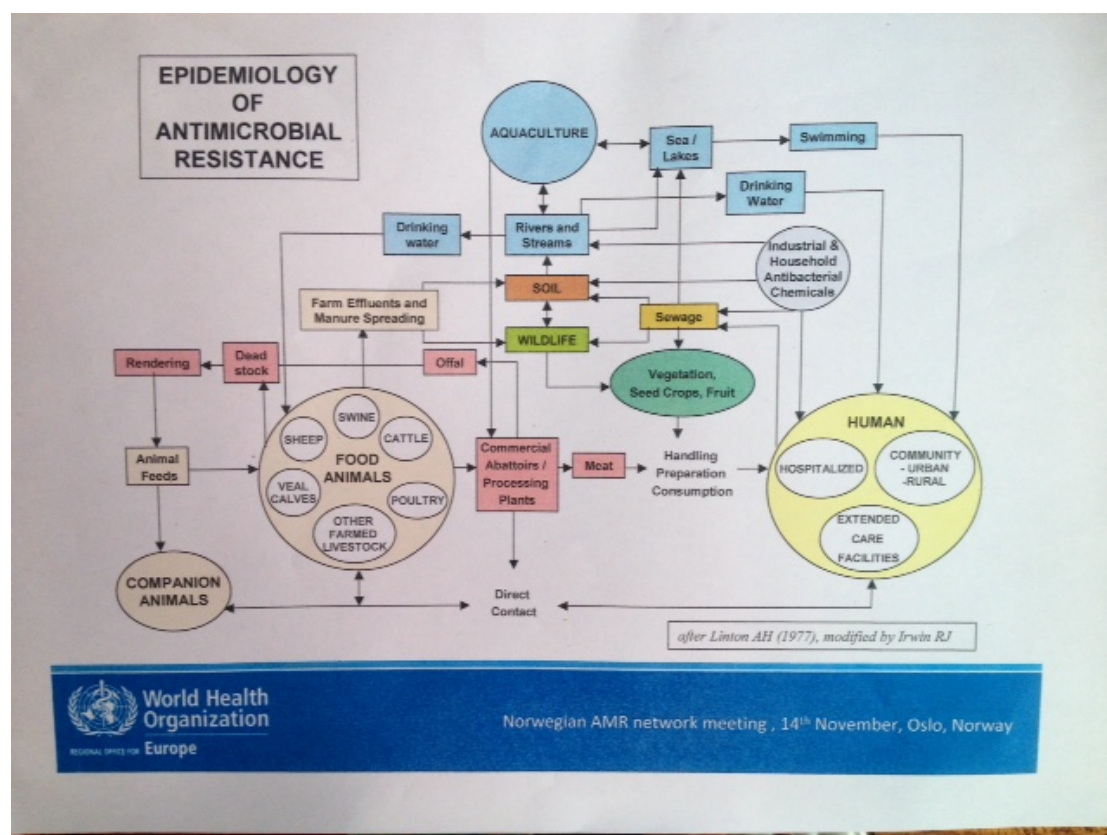 EPIDEMIOLOGY
OF
ANTIMICROBIAL
RESISTANCE
AQUACULTURE
Sea /
Lakes
Swimming
Drinking
Water
Drinking
water
Rivers and
Streams
Industrial &
Household
Antibacterial
Chemicals
SOIL
Farm Effluents and
Manure Spreading
Sewage
WILDLIFE
Rendering
Dead
stock
Offal
Vegetation,
Seed Crops, Fruit
SWINE
SHEEP
CATTLE
FOOD
ANIMALS
VEAL
CALVES
POULTRY
OTHER
FARMED
LIVESTOCK
Animal
Feeds
Commercial
Abattoirs /
Processing
Plants
Meat
Handling
Preparation
Consumption
HUMAN
HOSPITALIZED
COMMUNITY
- URBAN
-RURAL
EXTENDED
CARE
FACILITIES
COMPANION
ANIMALS
Direct
Contact
after Linton AH (1977), modified by Irwin RJ
World Health
Organization
REGIONAL OFFICE FOR Europe
Norwegian AMR network meeting , 14th November, Oslo, Norway